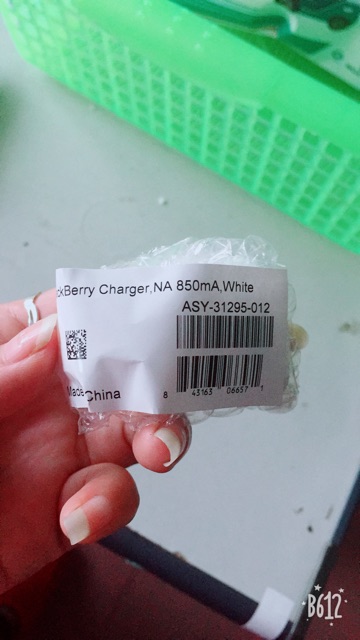 ckBerry Charger,NA 850mA,White
ASY-31295-012
Made China
8 43163 06657 1
B612